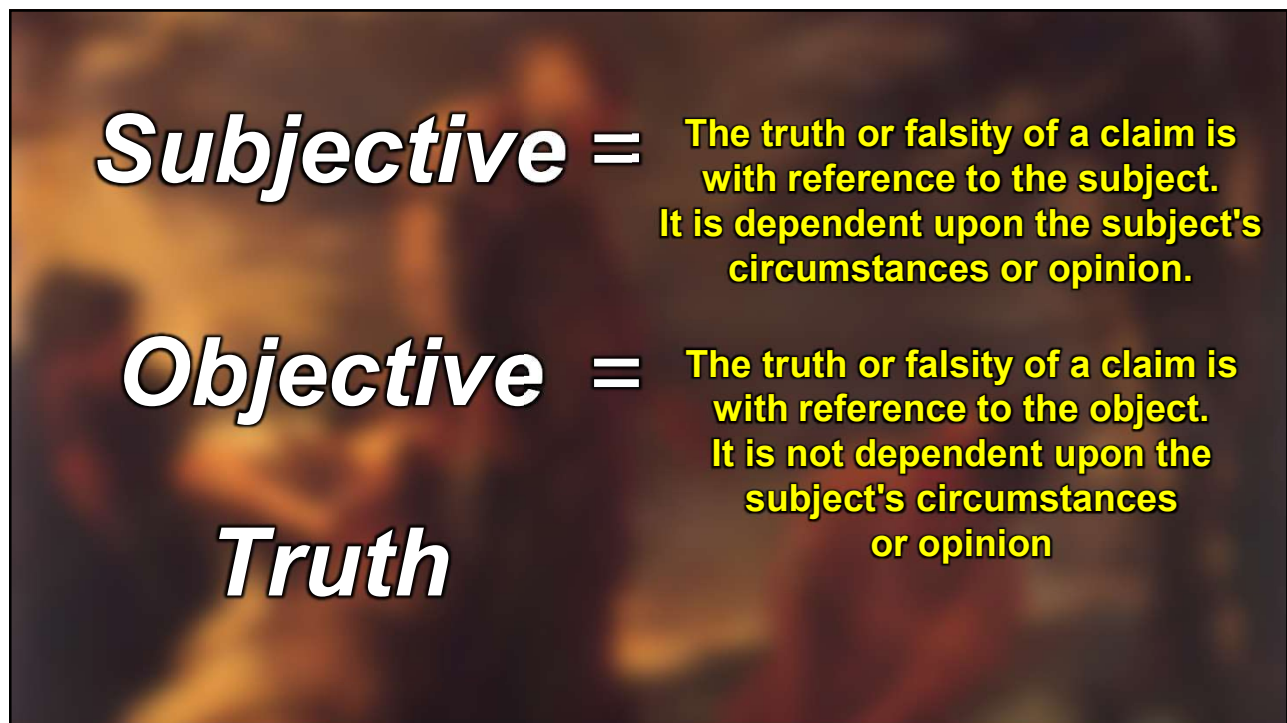 Subjective =
The truth or falsity of a claim is
with reference to the subject.
It is dependent upon the subject's
circumstances or opinion.
Objective =
The truth or falsity of a claim is
with reference to the object.
It is not dependent upon the
subject's circumstances
or opinion
Truth